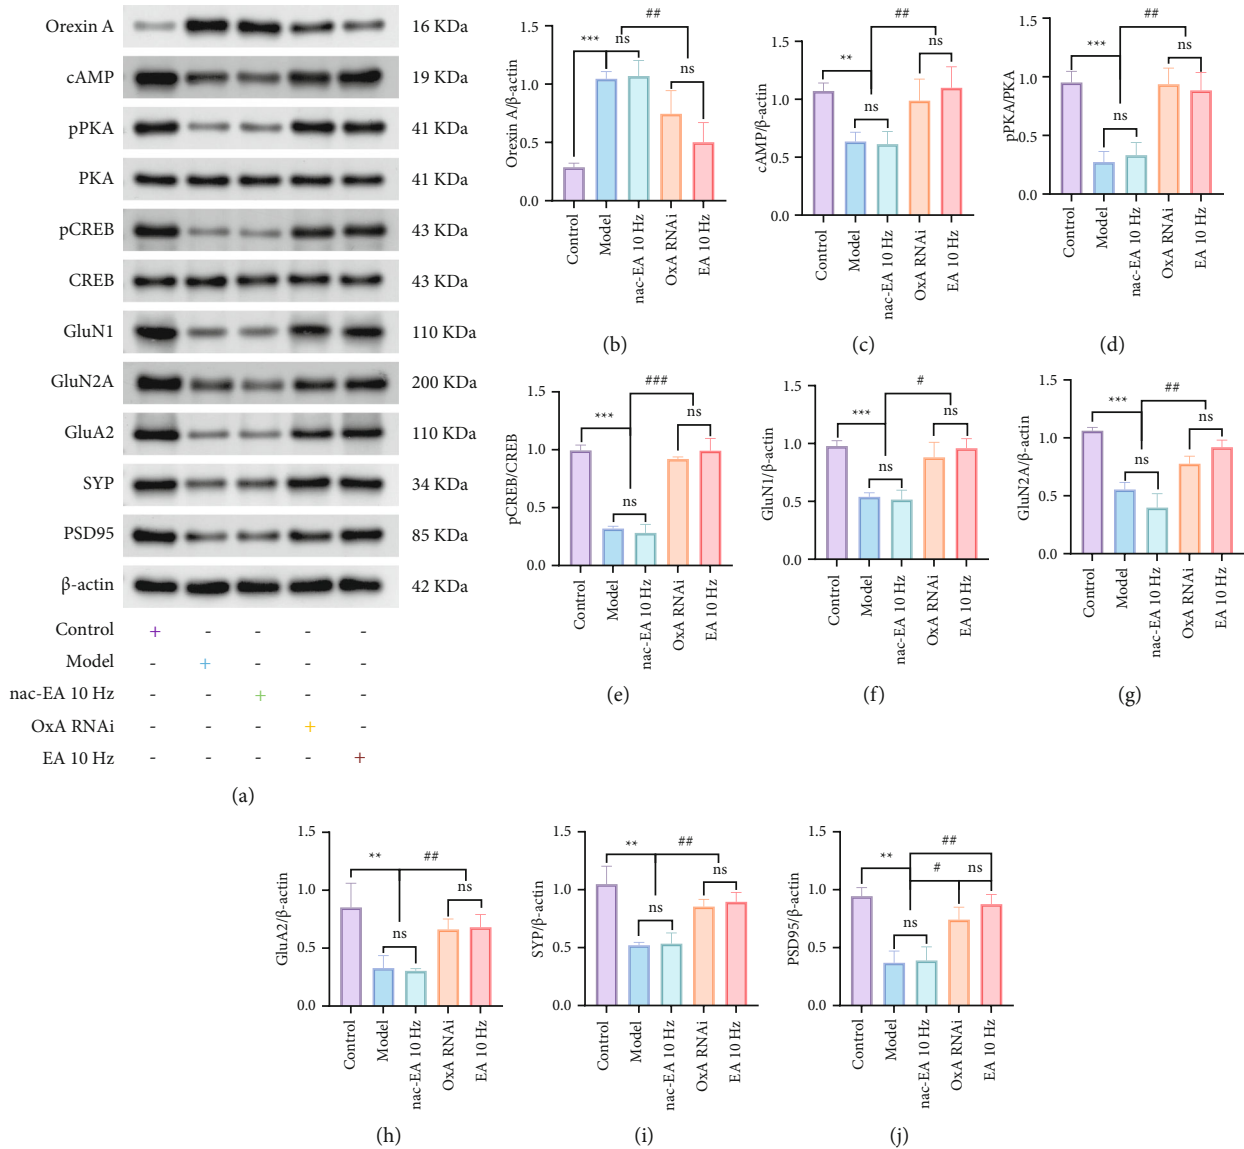 Orexin A 16 KDa
cAMP 19 KDa
pPKA 41 KDa
PKA 41 KDa
pCREB 43 KDa
CREB 43 KDa
GluN1 110 KDa
GluN2A 200 KDa
GluA2 110 KDa
SYP 34 KDa
PSD95 85 KDa
β-actin 42 KDa
Control + - - - -
Model - + - - -
nac-EA 10 Hz - - + - -
OxA RNAi - - - + -
EA 10 Hz - - - - +
(a)
Orexin A/β-actin
1.5
1.0
0.5
0.0
***
ns
##
ns
Control
Model
nac-EA 10 Hz
OxA RNAi
EA 10 Hz
(b)
cAMP/β-actin
1.5
1.0
0.5
0.0
**
ns
##
ns
Control
Model
nac-EA 10 Hz
OxA RNAi
EA 10 Hz
(c)
pPKA/PKA
1.5
1.0
0.5
0.0
***
ns
##
ns
Control
Model
nac-EA 10 Hz
OxA RNAi
EA 10 Hz
(d)
pCREB/CREB
1.5
1.0
0.5
0.0
***
ns
###
ns
Control
Model
nac-EA 10 Hz
OxA RNAi
EA 10 Hz
(e)
GluN1/β-actin
1.5
1.0
0.5
0.0
***
ns
#
ns
Control
Model
nac-EA 10 Hz
OxA RNAi
EA 10 Hz
(f)
GluN2A/β-actin
1.5
1.0
0.5
0.0
***
ns
##
ns
Control
Model
nac-EA 10 Hz
OxA RNAi
EA 10 Hz
(g)
GluA2/β-actin
1.5
1.0
0.5
0.0
**
ns
##
ns
Control
Model
nac-EA 10 Hz
OxA RNAi
EA 10 Hz
(h)
SYP/β-actin
1.5
1.0
0.5
0.0
**
ns
##
ns
Control
Model
nac-EA 10 Hz
OxA RNAi
EA 10 Hz
(i)
PSD95/β-actin
1.5
1.0
0.5
0.0
**
ns
##
#
ns
Control
Model
nac-EA 10 Hz
OxA RNAi
EA 10 Hz
(j)